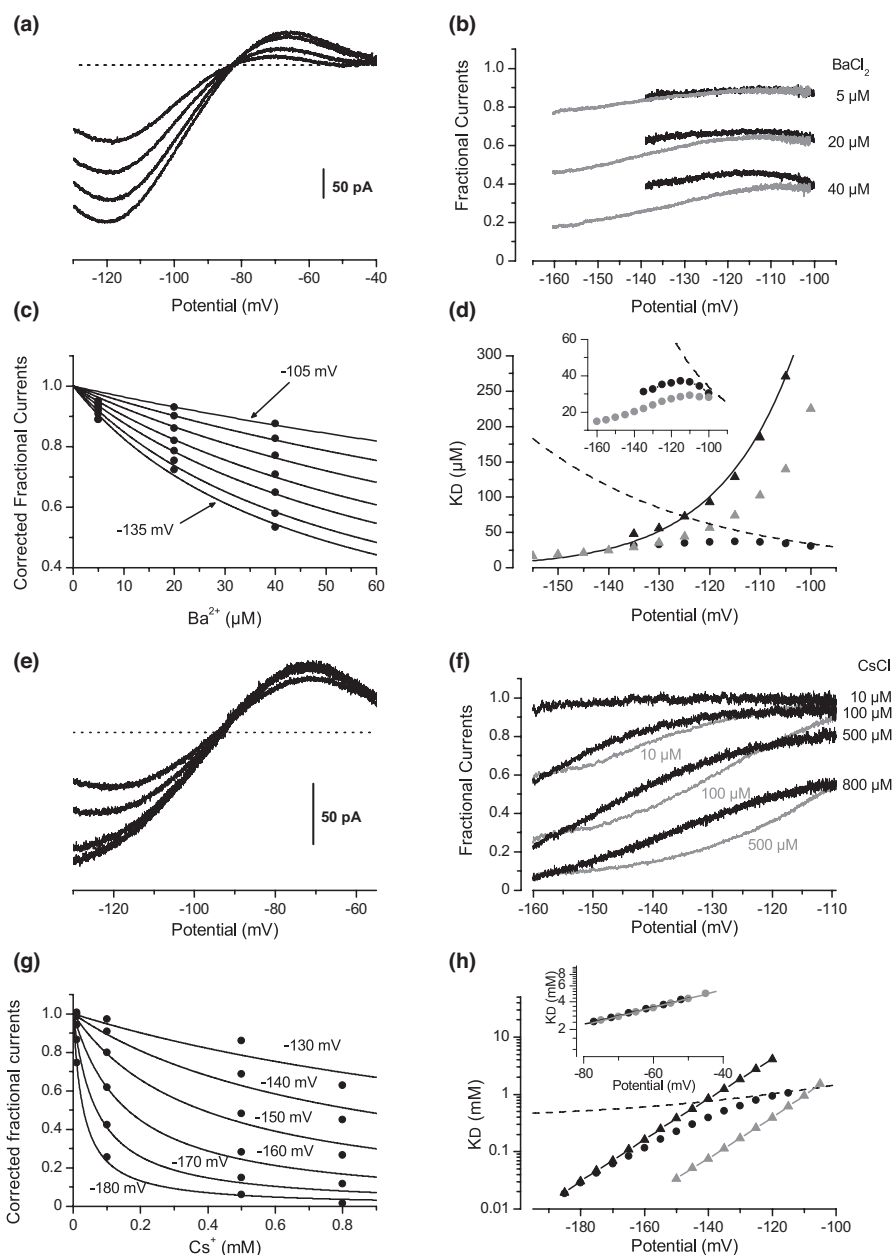 (a)
50 pA
-120 -100 -80 -60 -40
Potential (mV)
(b)
BaCl2
5 µM
20 µM
40 µM
1.0
0.8
0.6
0.4
0.2
0
Fractional Currents
-160 -150 -140 -130 -120 -110 -100
Potential (mV)
(c)
1.0
0.8
0.6
0.4
Corrected Fractional Currents
-105 mV
-135 mV
0 10 20 30 40 50 60
Ba2+ (µM)
(d)
300
250
200
150
100
50
0
KD (µM)
60
40
20
-160 -140 -120 -100
-150 -140 -130 -120 -110 -100
Potential (mV)
(e)
50 pA
-120 -100 -80 -60
Potential (mV)
(f)
CsCl
10 µM
100 µM
500 µM
800 µM
10 µM
100 µM
500 µM
1.0
0.8
0.6
0.4
0.2
0
Fractional Currents
-160 -150 -140 -130 -120 -110
Potential (mV)
(g)
1.0
0.8
0.6
0.4
0.2
0
Corrected fractional currents
-130 mV
-140 mV
-150 mV
-160 mV
-170 mV
-180 mV
0 0.2 0.4 0.6 0.8
Cs+ (mM)
(h)
8
6
4
2
KD (mM)
-80 -60 -40
Potential (mV)
10
1
0.1
0.01
KD (mM)
-180 -160 -140 -120 -100
Potential (mV)